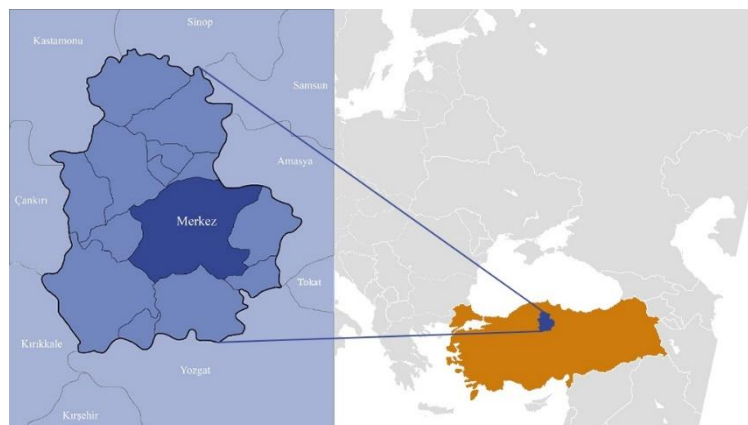 Sinop
Kastamonu
Samsun
Amasya
Çankırı
Merkez
Tokat
Kırıkkale
Yozgat
Kırşehir